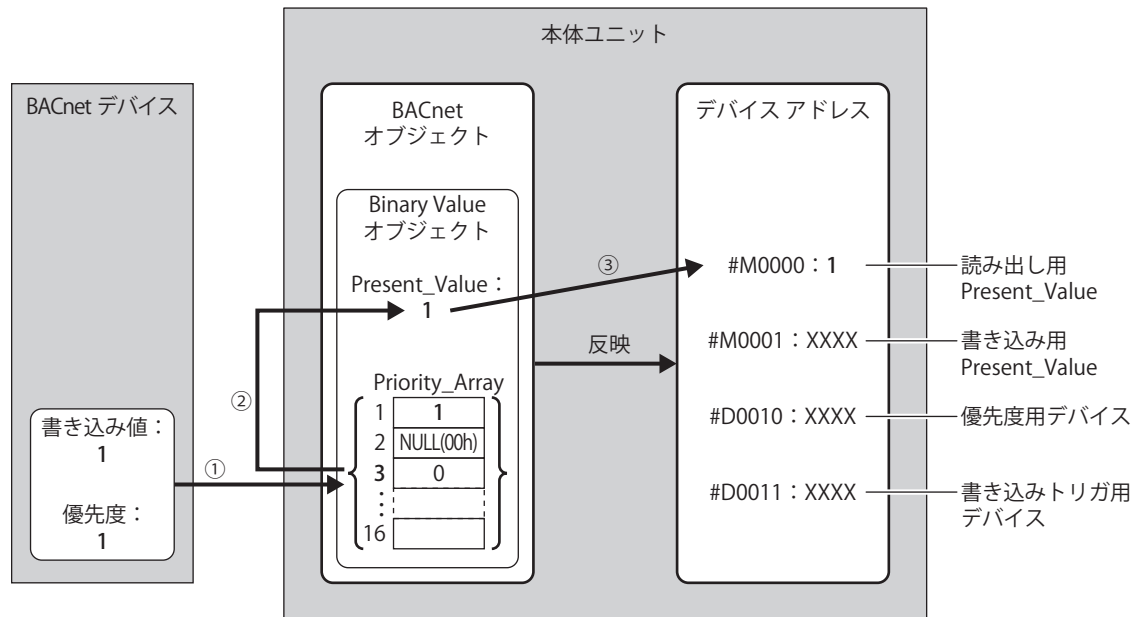 本体ユニット
BACnet デバイス
書き込み値：
1
優先度：
1
①
②
BACnet
オブジェクト
Binary Value
オブジェクト
Present_Value：
1
Priority_Array
1 1
2 NULL(00h)
3 0
⋮
16
③
反映
デバイス アドレス
#M0000：1
#M0001：XXXX
#D0010：XXXX
#D0011：XXXX
読み出し用
Present_Value
書き込み用
Present_Value
優先度用デバイス
書き込みトリガ用
デバイス